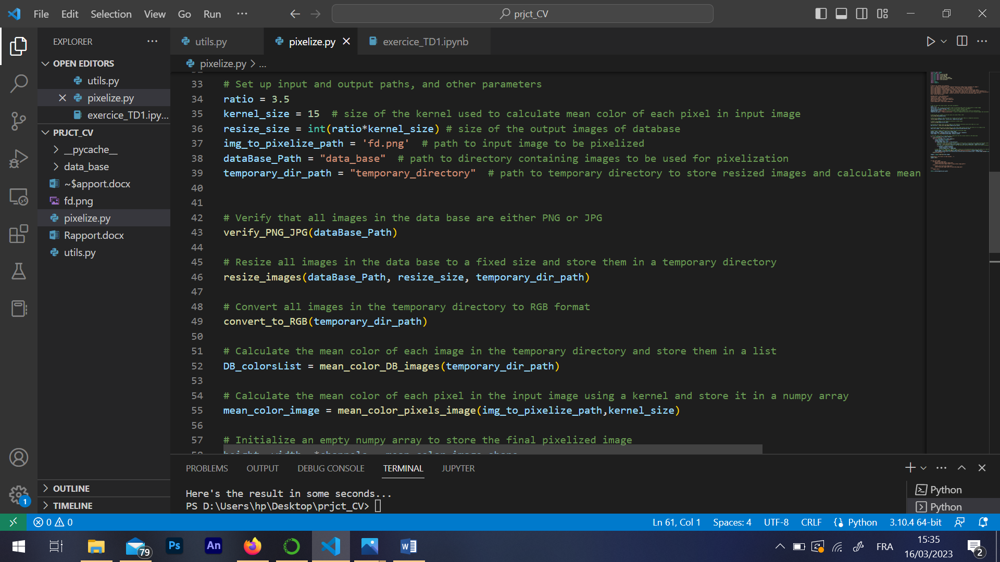 File Edit Selection View Go Run ··· prjct_CV
EXPLORER ···
OPEN EDITORS
utils.py
pixelize.py
exercice_TD1.ipy...
PRJCT_CV
__pycache__
data_base
~$apport.docx
fd.png
pixelize.py
Rapport.docx
utils.py
OUTLINE
TIMELINE
utils.py pixelize.py exercice_TD1.ipynb
pixelize.py > ...
33 # Set up input and output paths, and other parameters
34 ratio = 3.5
35 kernel_size = 15  # size of the kernel used to calculate mean color of each pixel in input image
36 resize_size = int(ratio*kernel_size) # size of the output images of database
37 img_to_pixelize_path = 'fd.png'  # path to input image to be pixelized
38 dataBase_Path = "data_base"  # path to directory containing images to be used for pixelization
39 temporary_dir_path = "temporary_directory"  # path to temporary directory to store resized images and calculate mean
40
41
42 # Verify that all images in the data base are either PNG or JPG
43 verify_PNG_JPG(dataBase_Path)
44
45 # Resize all images in the data base to a fixed size and store them in a temporary directory
46 resize_images(dataBase_Path, resize_size, temporary_dir_path)
47
48 # Convert all images in the temporary directory to RGB format
49 convert_to_RGB(temporary_dir_path)
50
51 # Calculate the mean color of each image in the temporary directory and store them in a list
52 DB_colorsList = mean_color_DB_images(temporary_dir_path)
53
54 # Calculate the mean color of each pixel in the input image using a kernel and store it in a numpy array
55 mean_color_image = mean_color_pixels_image(img_to_pixelize_path,kernel_size)
56
57 # Initialize an empty numpy array to store the final pixelized image
PROBLEMS OUTPUT DEBUG CONSOLE TERMINAL JUPYTER
Here's the result in some seconds...
PS D:\Users\hp\Desktop\prjct_CV>
Python
Python
1
0 0 Ln 61, Col 1 Spaces: 4 UTF-8 CRLF Python 3.10.4 64-bit
79 Ps An W FRA 15:35
16/03/2023 2